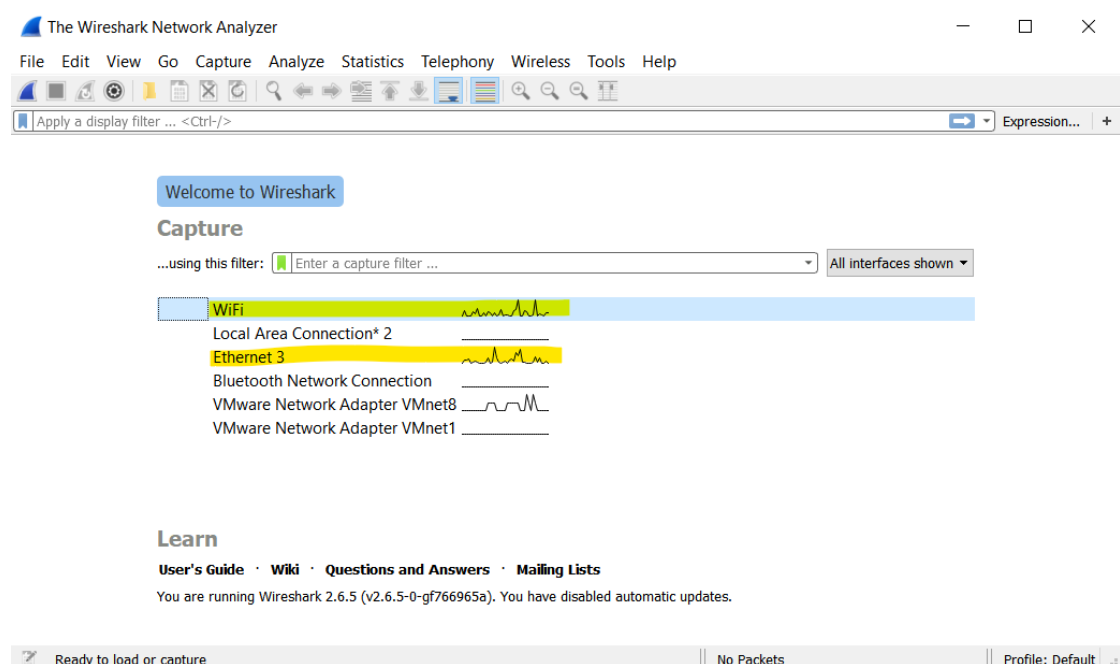 The Wireshark Network Analyzer
File Edit View Go Capture Analyze Statistics Telephony Wireless Tools Help
Apply a display filter ... <Ctrl-/> Expression... +
Welcome to Wireshark
Capture
...using this filter: Enter a capture filter ... All interfaces shown
WiFi
Local Area Connection* 2
Ethernet 3
Bluetooth Network Connection
VMware Network Adapter VMnet8
VMware Network Adapter VMnet1
Learn
User's Guide · Wiki · Questions and Answers · Mailing Lists
You are running Wireshark 2.6.5 (v2.6.5-0-gf766965a). You have disabled automatic updates.
Ready to load or capture No Packets Profile: Default